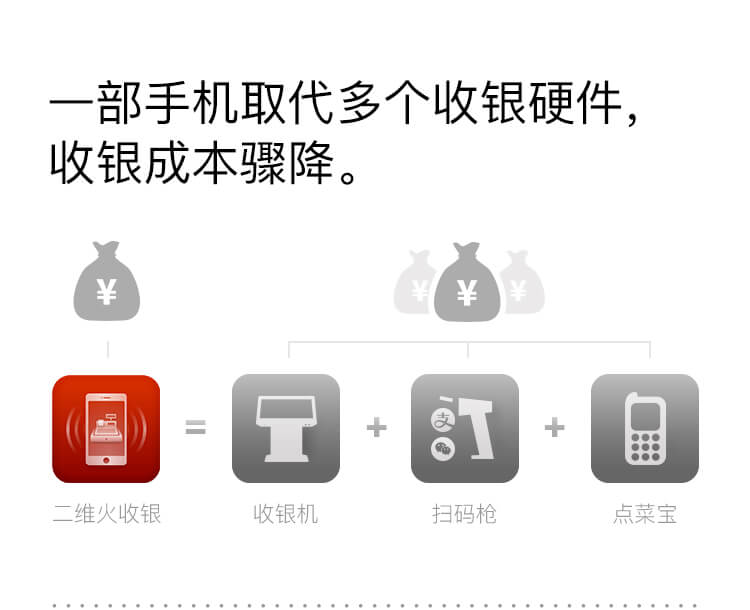 一部手机取代多个收银硬件，
收银成本骤降。
¥
¥ ¥ ¥
支
= + +
二维火收银 收银机 扫码枪 点菜宝